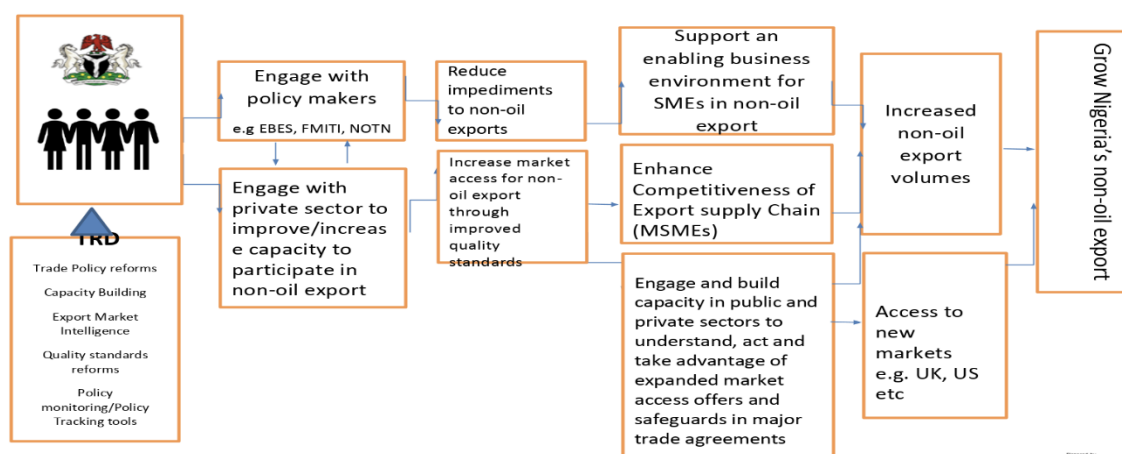 TRD
Trade Policy reforms
Capacity Building
Export Market
Intelligence
Quality standards
reforms
Policy
monitoring/Policy
Tracking tools
Engage with
policy makers
e.g EBES, FMITI, NOTN
Engage with
private sector to
improve/increas
e capacity to
participate in
non-oil export
Reduce
impediments
to non-oil
exports
Increase market
access for non-
oil export
through
improved
quality
standards
Support an
enabling business
environment for
SMEs in non-oil
export
Enhance
Competitiveness of
Export supply Chain
(MSMEs)
Engage and build
capacity in public and
private sectors to
understand, act and
take advantage of
expanded market
access offers and
safeguards in major
trade agreements
Increased
non-oil
export
volumes
Access to
new
markets
e.g. UK, US
etc
Grow Nigeria's non-oil export